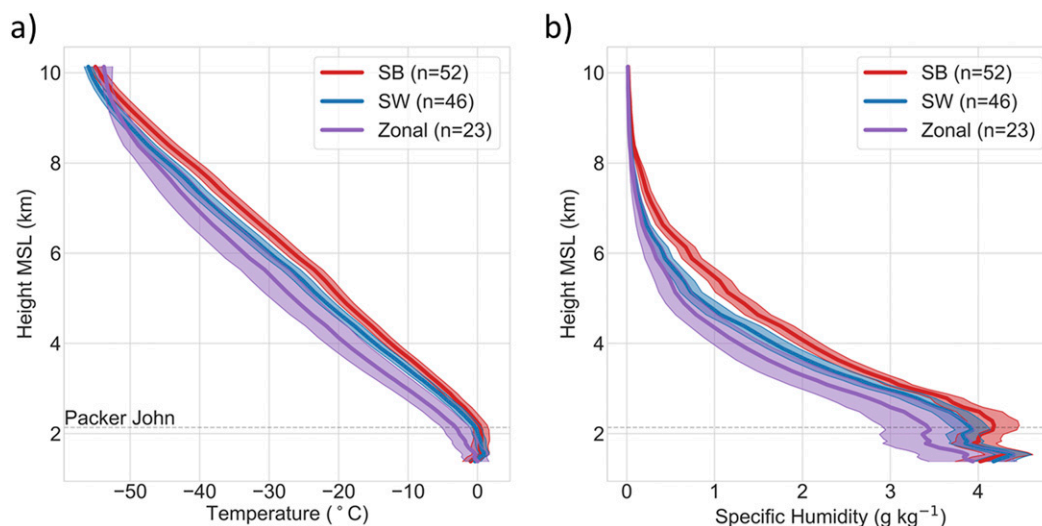 a)
10
8
6
4
2
Height MSL (km)
SB (n=52)
SW (n=46)
Zonal (n=23)
Packer John
−50 −40 −30 −20 −10 0
Temperature (°C)
b)
10
8
6
4
2
Height MSL (km)
SB (n=52)
SW (n=46)
Zonal (n=23)
0 1 2 3 4
Specific Humidity (g kg⁻¹)